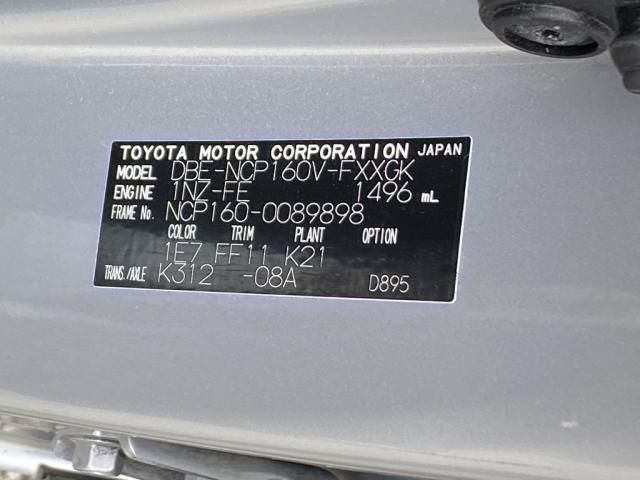 TOYOTA MOTOR CORPORATION JAPAN
MODEL DBE-NCP160V-FXXGK
ENGINE 1NZ-FE 1496 mL
FRAME No. NCP160-0089898
COLOR TRIM PLANT OPTION
1E7 FF11 K21
TRANS./AXLE K312 -08A D895